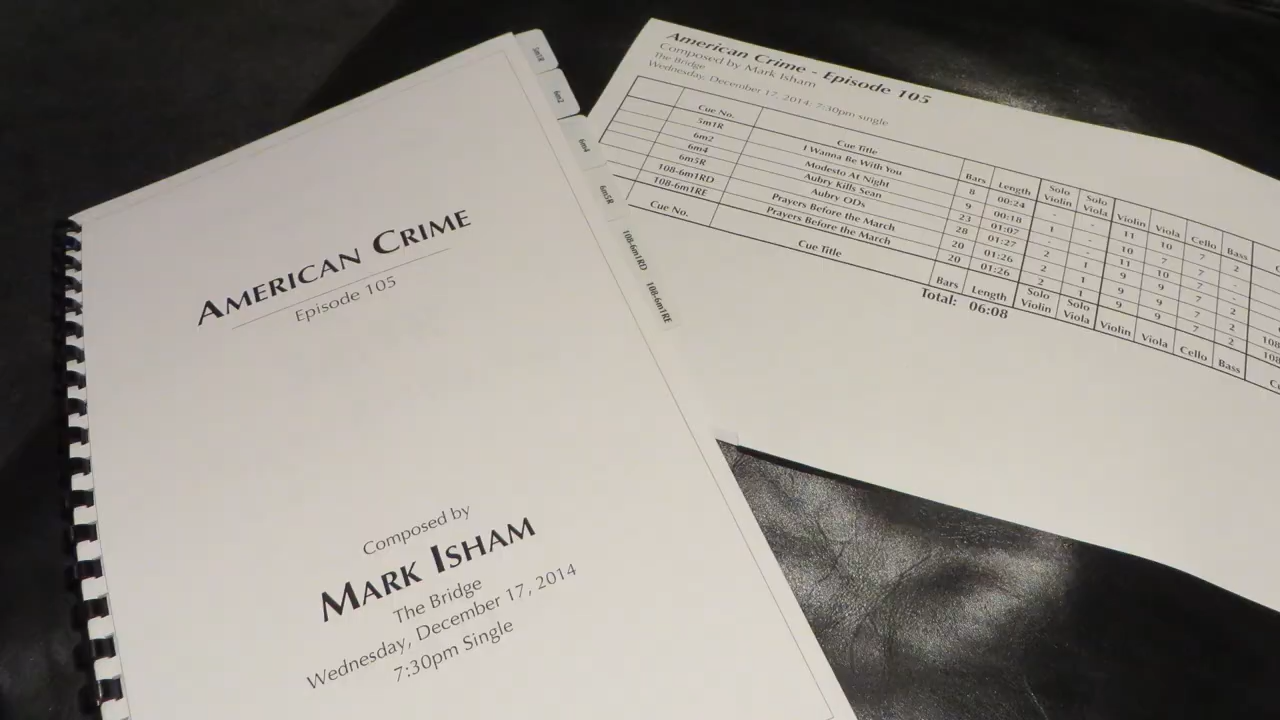 5m1R
6m2
6m4
6m5R
108-6m1RD
108-6m1RE
AMERICAN CRIME
Episode 105
Composed by
MARK ISHAM
The Bridge
Wednesday, December 17, 2014
7:30pm Single
American Crime - Episode 105
Composed by Mark Isham
The Bridge
Wednesday, December 17, 2014: 7:30pm single
Cue No. Cue Title Bars Length Solo Violin Solo Viola Violin Viola Cello Bass
5m1R I Wanna Be With You 8 00:24 - - 11 10 7 2
6m2 Modesto At Night 9 00:18 1 - 10 7 7 -
6m4 Aubry Kills Sean 23 01:07 - - 11 10 7 -
6m5R Aubry ODs 28 01:27 2 1 9 9 7 2
108-6m1RD Prayers Before the March 20 01:26 2 1 9 9 7 2 108
108-6m1RE Prayers Before the March 20 01:26 2 1 9 9 7 2 108
Cue No. Cue Title Bars Length Solo Violin Solo Viola Violin Viola Cello Bass
Total: 06:08